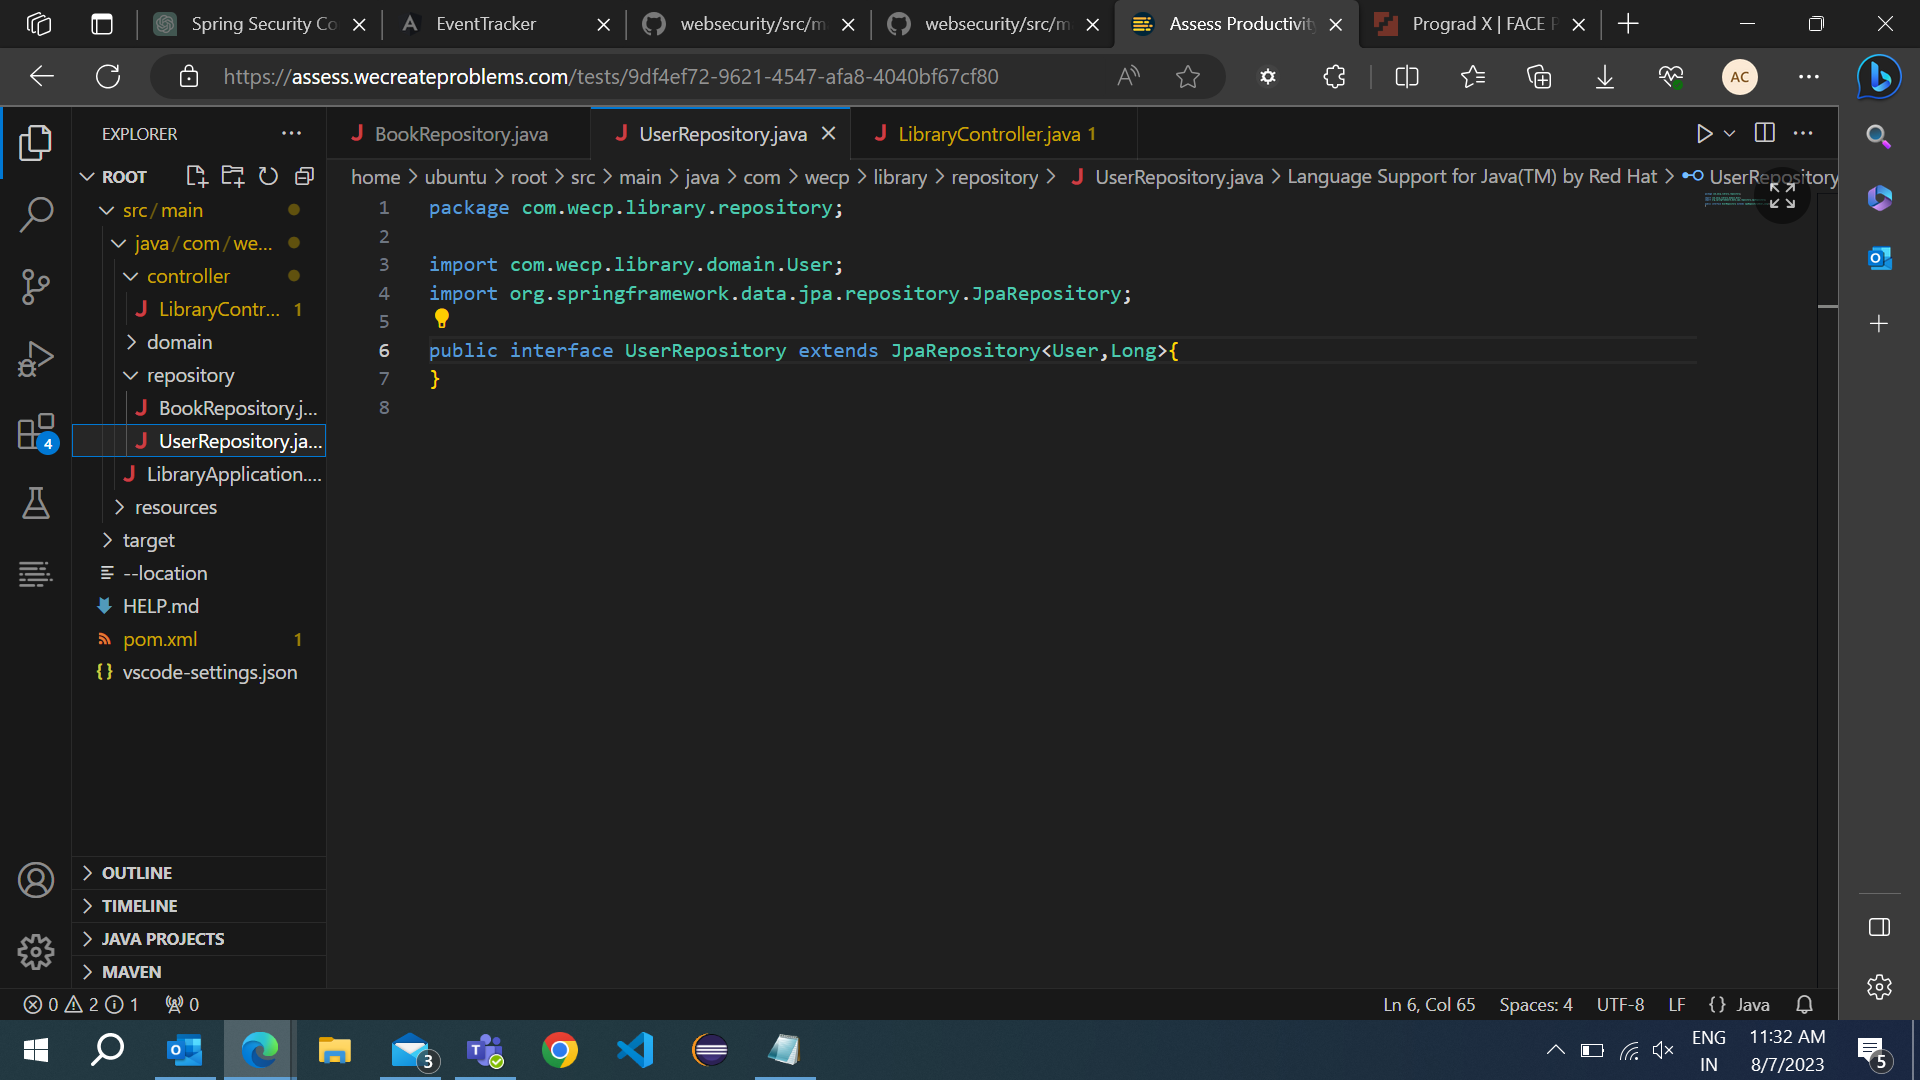 Spring Security Co
EventTracker
websecurity/src/m
websecurity/src/m
Assess Productivit
Prograd X | FACE P
https://assess.wecreateproblems.com/tests/9df4ef72-9621-4547-afa8-4040bf67cf80
AC
EXPLORER
BookRepository.java
UserRepository.java
LibraryController.java 1
ROOT
home > ubuntu > root > src > main > java > com > wecp > library > repository > J UserRepository.java > Language Support for Java(TM) by Red Hat > UserRepository
src/main
java/com/we...
controller
J LibraryContr... 1
domain
repository
J BookRepository.j...
J UserRepository.ja...
J LibraryApplication....
resources
target
--location
HELP.md
pom.xml 1
{} vscode-settings.json
4
1 package com.wecp.library.repository;
2
3 import com.wecp.library.domain.User;
4 import org.springframework.data.jpa.repository.JpaRepository;
5
6 public interface UserRepository extends JpaRepository<User,Long>{
7 }
8
OUTLINE
TIMELINE
JAVA PROJECTS
MAVEN
0 2 1 0
Ln 6, Col 65 Spaces: 4 UTF-8 LF {} Java
3
ENG
IN
11:32 AM
8/7/2023
5